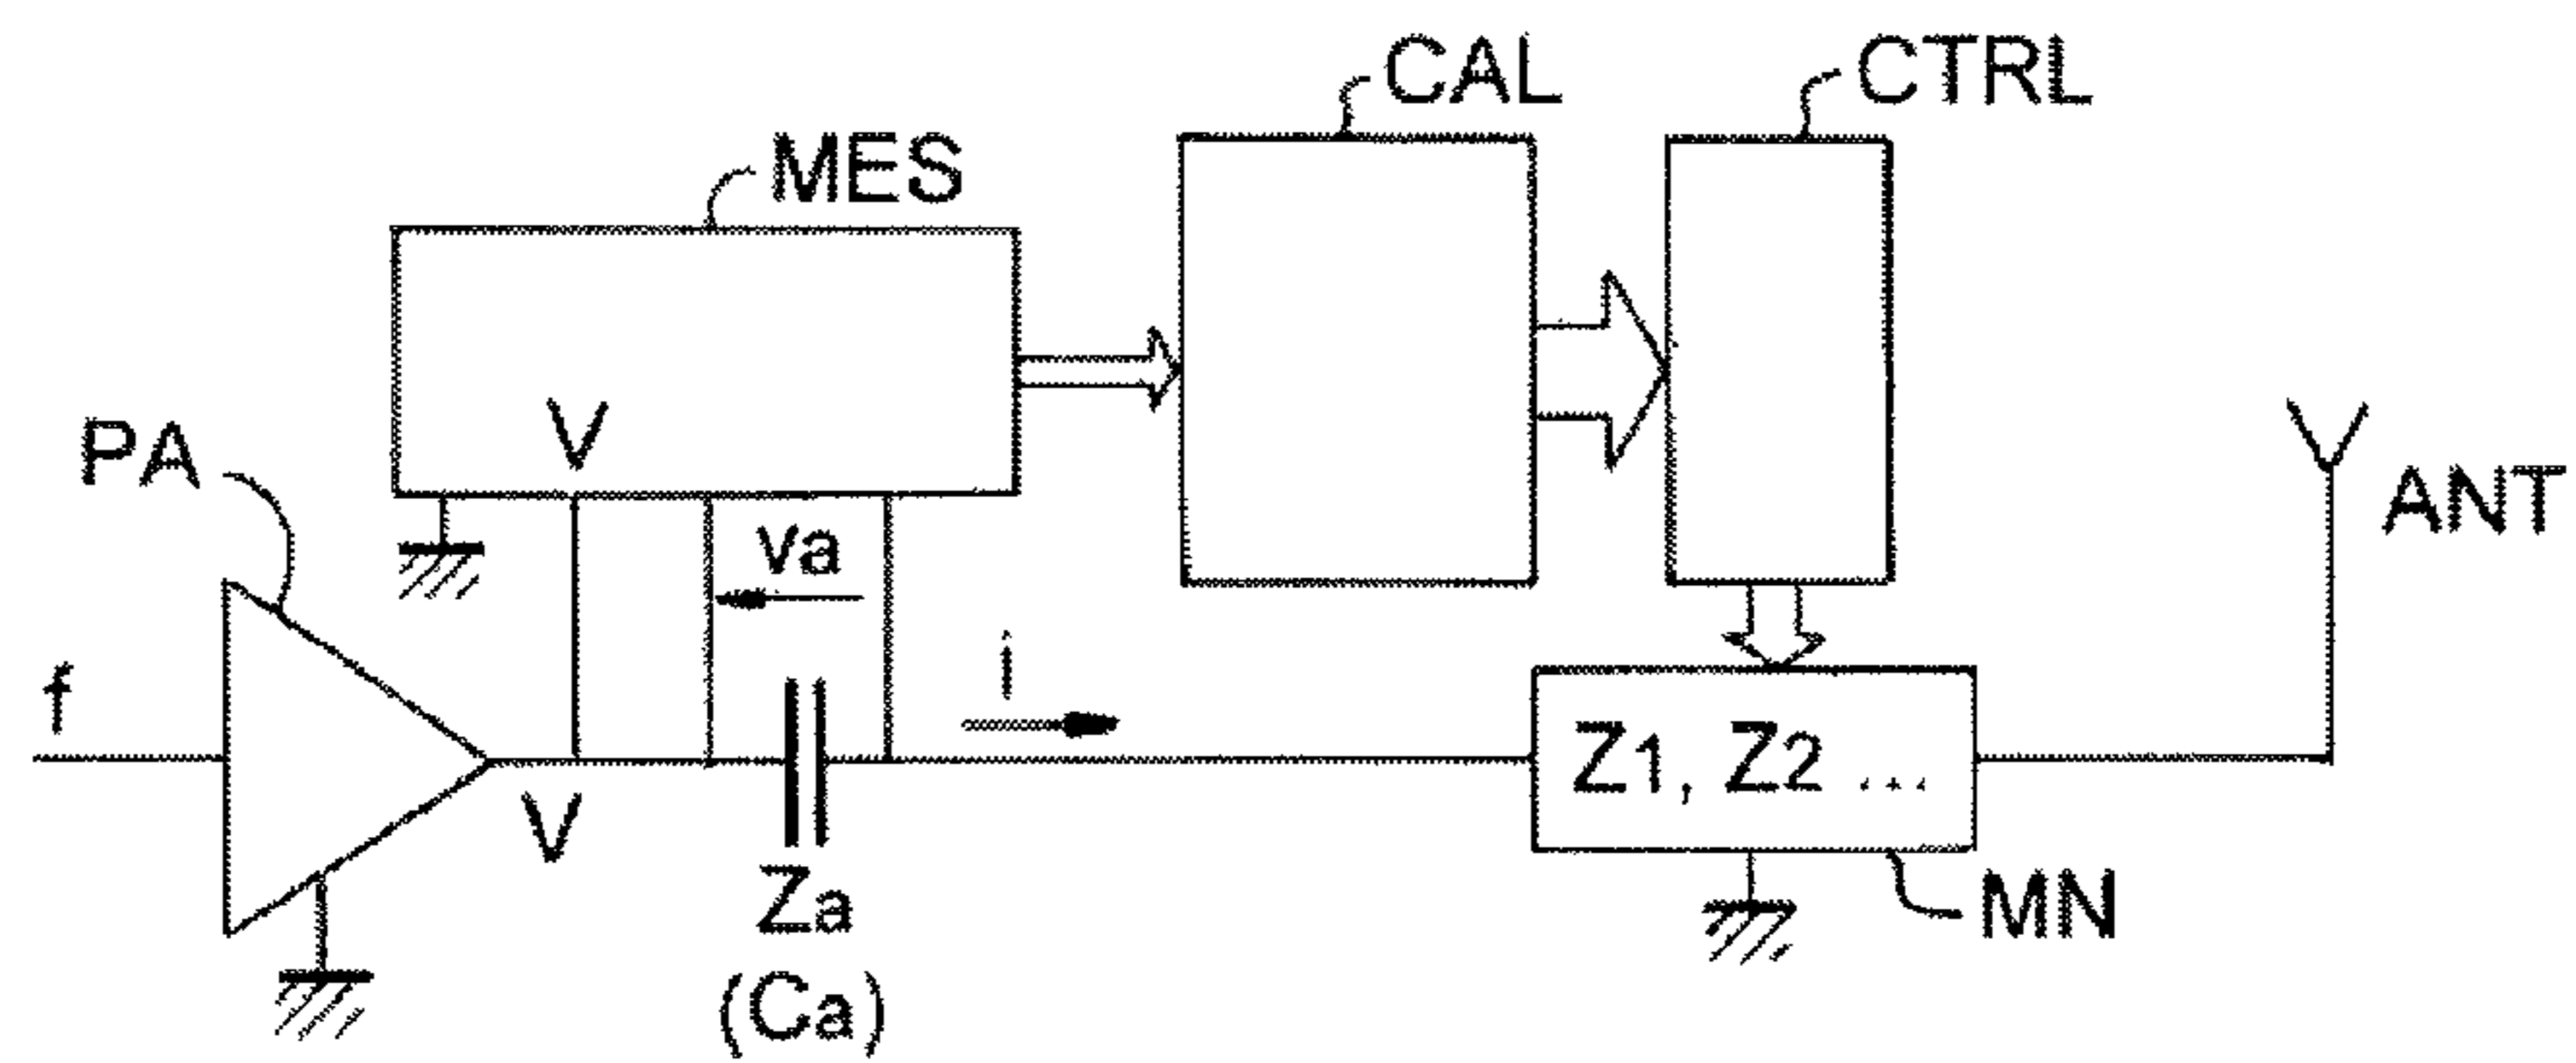 CAL
CTRL
MES
V
PA
va
ANT
i
f
Z1, Z2 ...
V
Za
MN
(Ca)